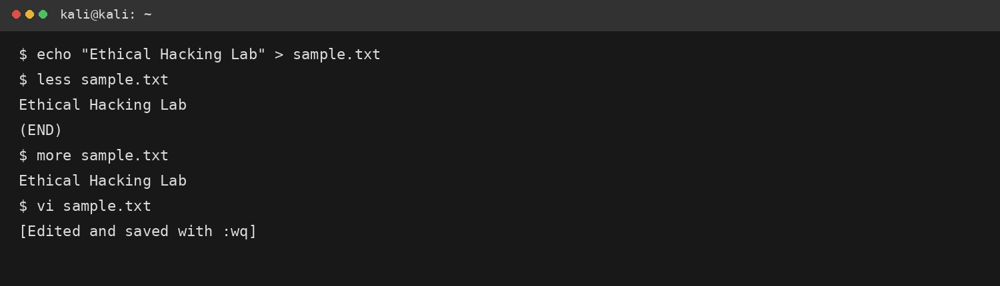 kali@kali: ~
$ echo "Ethical Hacking Lab" > sample.txt
$ less sample.txt
Ethical Hacking Lab
(END)
$ more sample.txt
Ethical Hacking Lab
$ vi sample.txt
[Edited and saved with :wq]